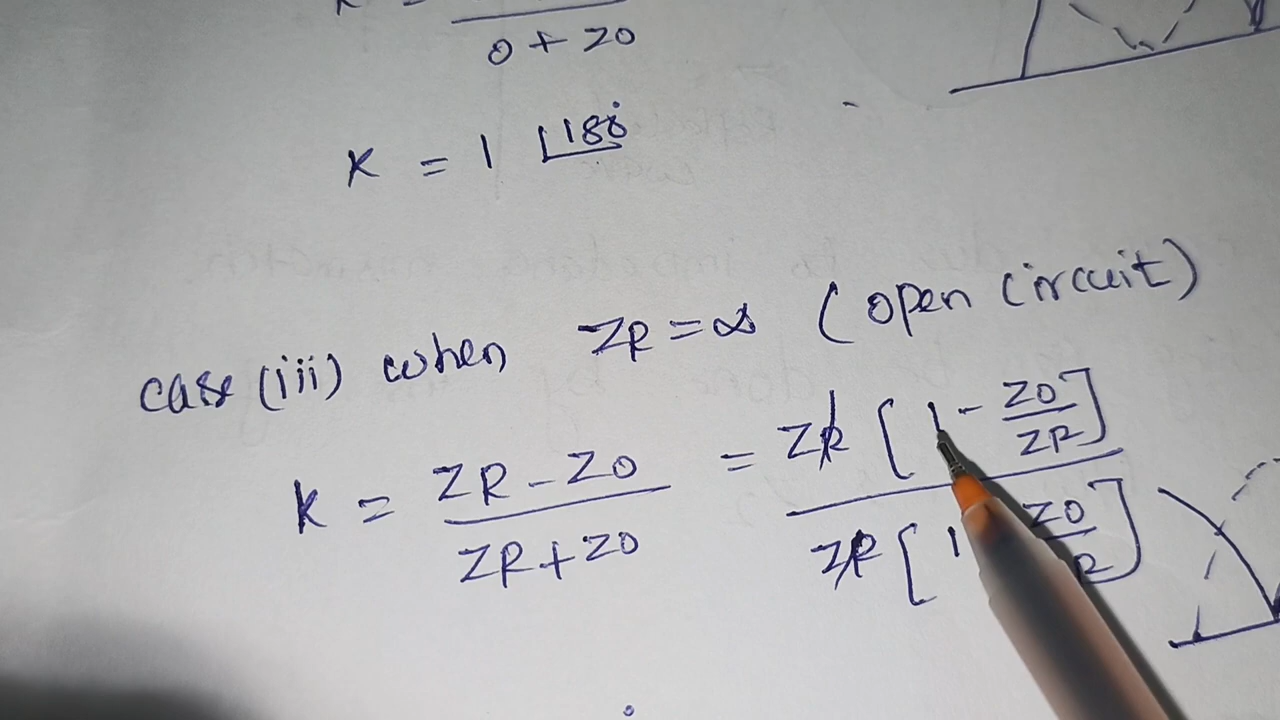 K =
0 + Z0
K = 1 ∠180°
case (iii) when ZR = ∞ (open circuit)
K = ZR - Z0 / ZR + Z0 = ZR [1 - Z0/ZR] / ZR [1 Z0/R]